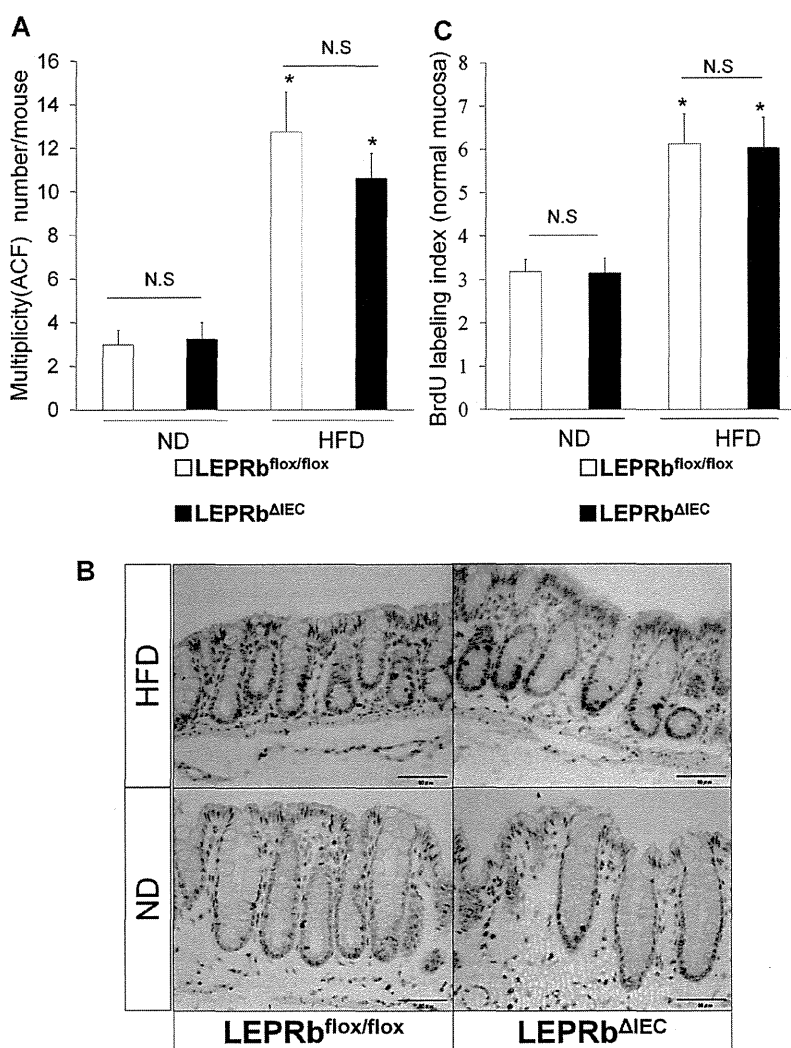 A
Multiplicity(ACF) number/mouse
16
14
12
10
8
6
4
2
0
N.S
*
*
N.S
ND
HFD
LEPRb^flox/flox
LEPRb^ΔIEC
C
BrdU labeling index (normal mucosa)
8
7
6
5
4
3
2
1
0
N.S
*
*
N.S
ND
HFD
LEPRb^flox/flox
LEPRb^ΔIEC
B
HFD
ND
LEPRb^flox/flox
LEPRb^ΔIEC